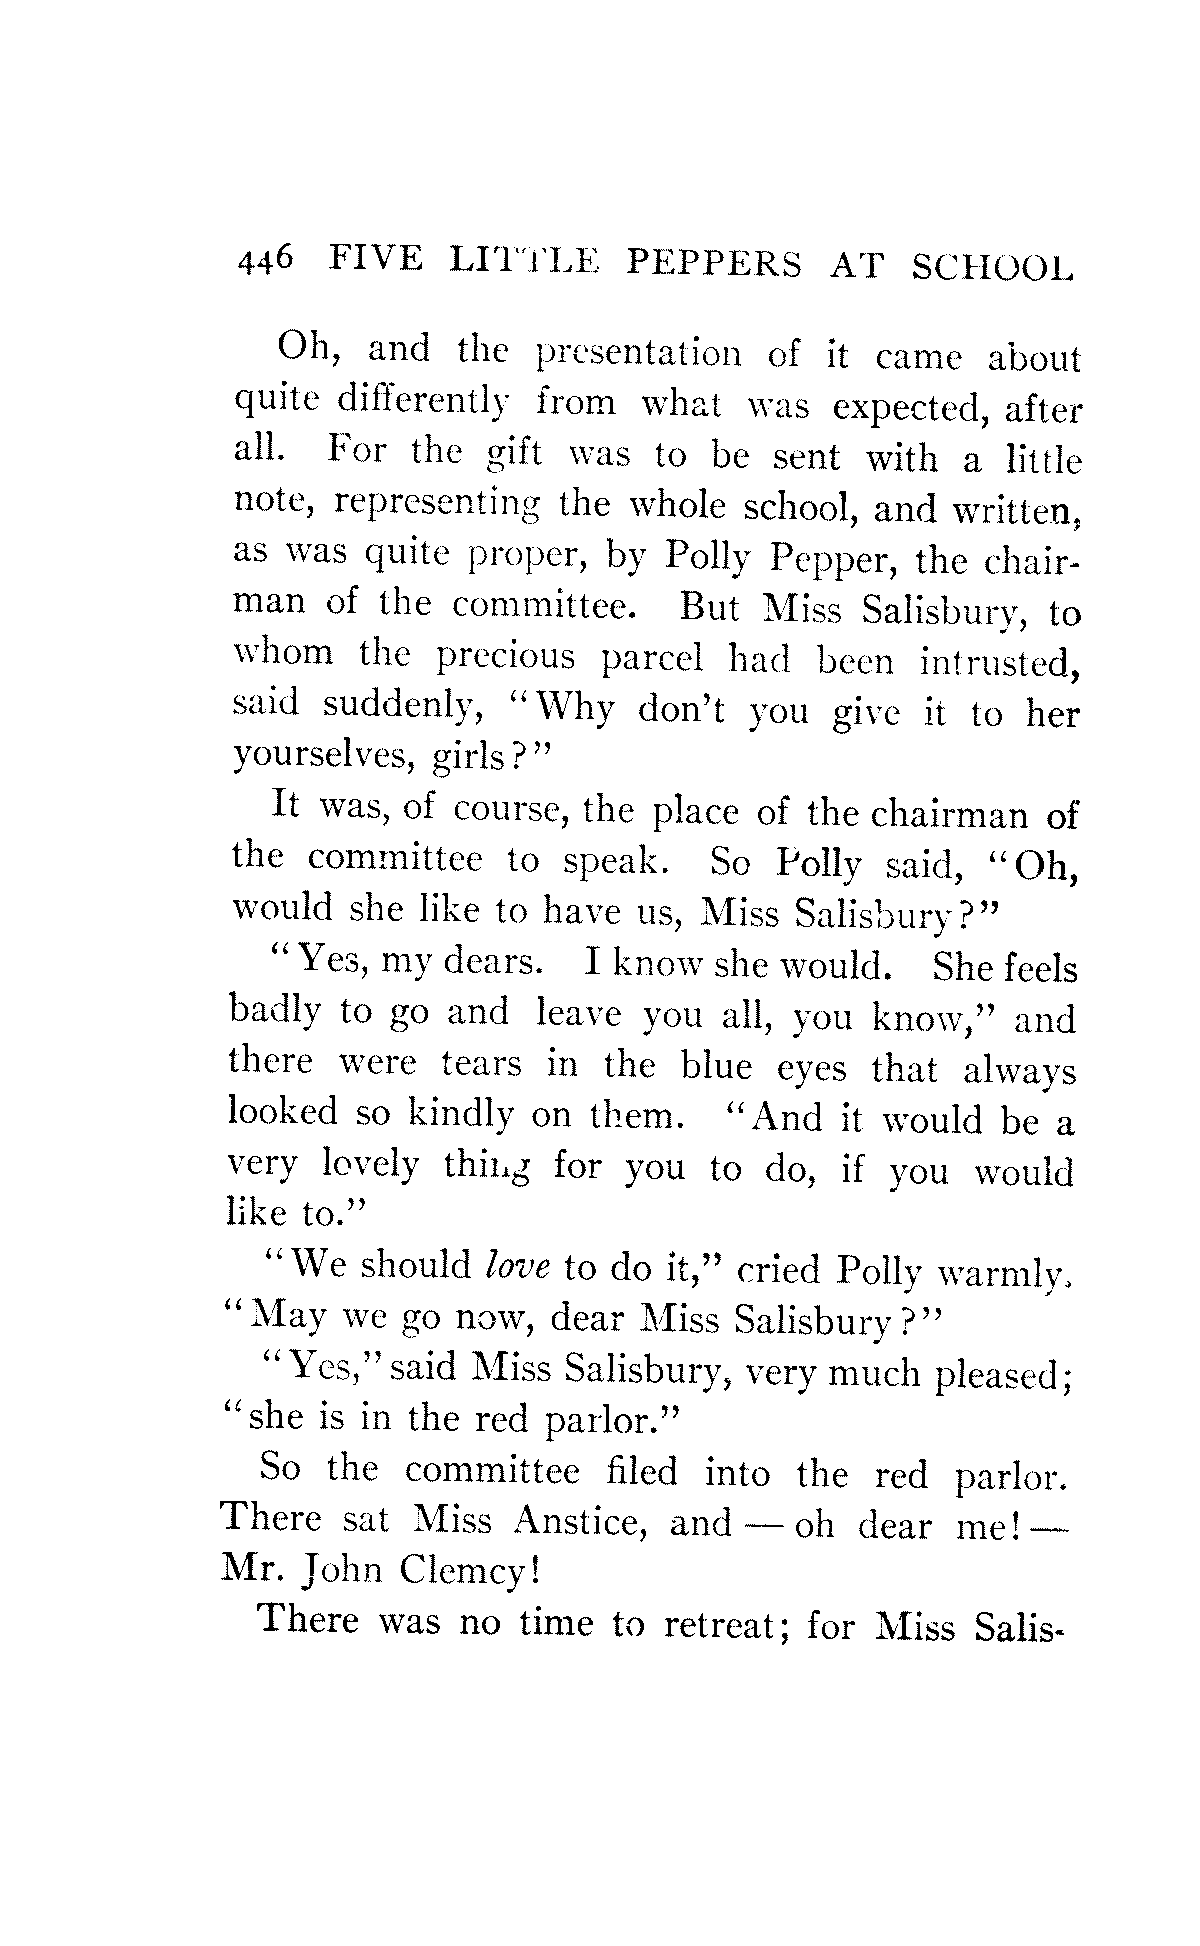 446 FIVE LITTLE PEPPERS AT SCHOOL
Oh, and the presentation of it came about
quite differently from what was expected, after
all. For the gift was to be sent with a little
note, representing the whole school, and written,
as was quite proper, by Polly Pepper, the chair-
man of the committee. But Miss Salisbury, to
whom the precious parcel had been intrusted,
said suddenly, "Why don't you give it to her
yourselves, girls?"
It was, of course, the place of the chairman of
the committee to speak. So Polly said, "Oh,
would she like to have us, Miss Salisbury?"
"Yes, my dears. I know she would. She feels
badly to go and leave you all, you know," and
there were tears in the blue eyes that always
looked so kindly on them. "And it would be a
very lovely thing for you to do, if you would
like to."
"We should love to do it," cried Polly warmly.
"May we go now, dear Miss Salisbury?"
"Yes," said Miss Salisbury, very much pleased;
"she is in the red parlor."
So the committee filed into the red parlor.
There sat Miss Anstice, and — oh dear me! —
Mr. John Clemcy!
There was no time to retreat; for Miss Salis-